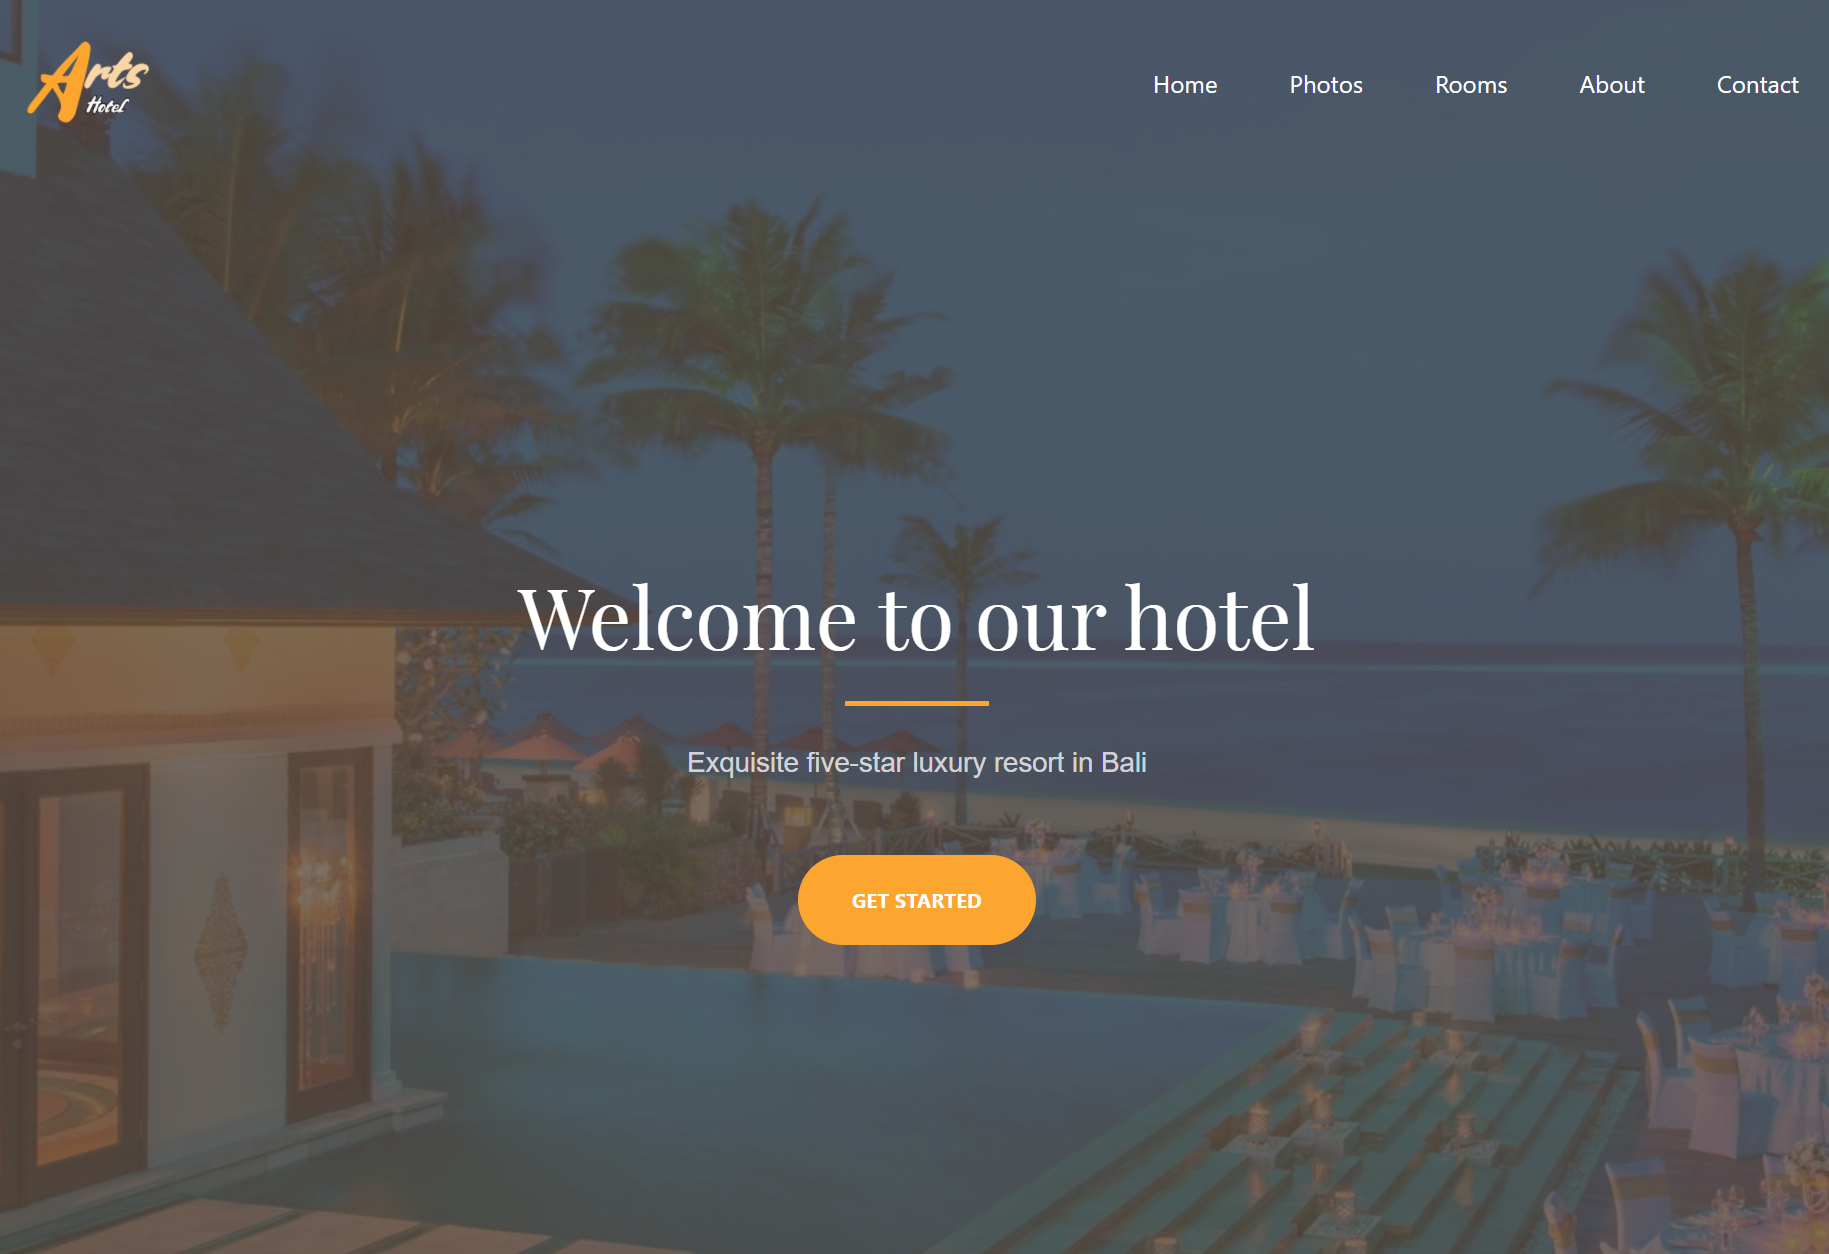 Arts
Hotel
Home
Photos
Rooms
About
Contact
Welcome to our hotel
Exquisite five-star luxury resort in Bali
GET STARTED